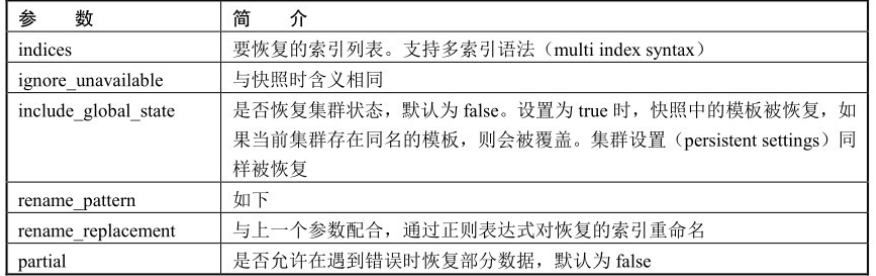 参 数 简 介
indices 要恢复的索引列表。支持多索引语法（multi index syntax）
ignore_unavailable 与快照时含义相同
include_global_state 是否恢复集群状态，默认为 false。设置为 true 时，快照中的模板被恢复，如
果当前集群存在同名的模板，则会被覆盖。集群设置（persistent settings）同
样被恢复
rename_pattern 如下
rename_replacement 与上一个参数配合，通过正则表达式对恢复的索引重命名
partial 是否允许在遇到错误时恢复部分数据，默认为 false